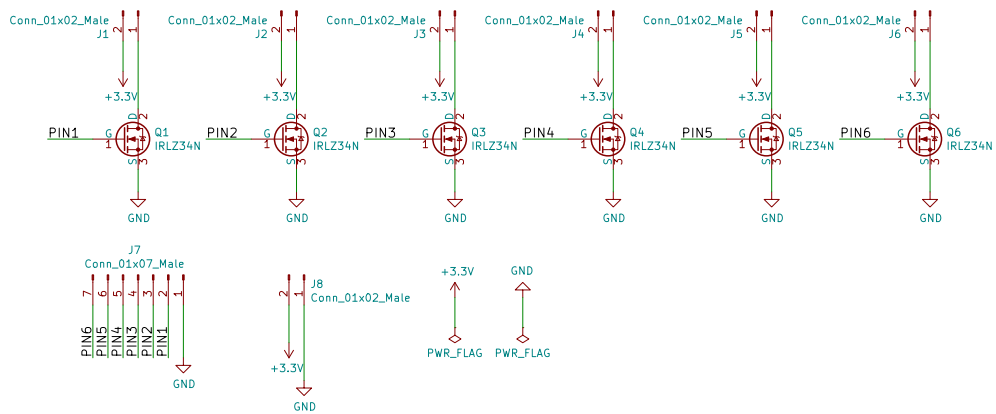 Conn_01x02_Male Conn_01x02_Male Conn_01x02_Male Conn_01x02_Male Conn_01x02_Male Conn_01x02_Male
J1 2 1 J2 2 1 J3 2 1 J4 2 1 J5 2 1 J6 2 1
+3.3V +3.3V +3.3V +3.3V +3.3V +3.3V
D 2 D 2 D 2 D 2 D 2 D 2
PIN1 G Q1 PIN2 G Q2 PIN3 G Q3 PIN4 G Q4 PIN5 G Q5 PIN6 G Q6
1 IRLZ34N 1 IRLZ34N 1 IRLZ34N 1 IRLZ34N 1 IRLZ34N 1 IRLZ34N
S 3 S 3 S 3 S 3 S 3 S 3
GND GND GND GND GND GND
J7
Conn_01x07_Male
7 6 5 4 3 2 1
PIN6 PIN5 PIN4 PIN3 PIN2 PIN1
GND
J8
2 1 Conn_01x02_Male
+3.3V
GND
+3.3V GND
PWR_FLAG PWR_FLAG